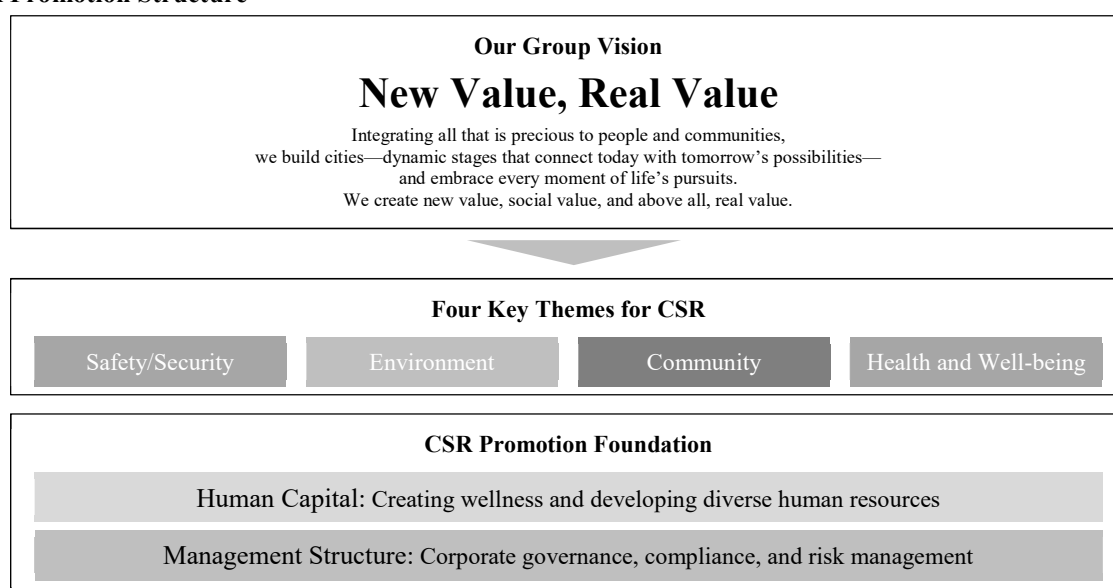 Promotion Structure
Our Group Vision
New Value, Real Value
Integrating all that is precious to people and communities,
we build cities—dynamic stages that connect today with tomorrow’s possibilities—
and embrace every moment of life’s pursuits.
We create new value, social value, and above all, real value.
Four Key Themes for CSR
Safety/Security
Environment
Community
Health and Well-being
CSR Promotion Foundation
Human Capital: Creating wellness and developing diverse human resources
Management Structure: Corporate governance, compliance, and risk management